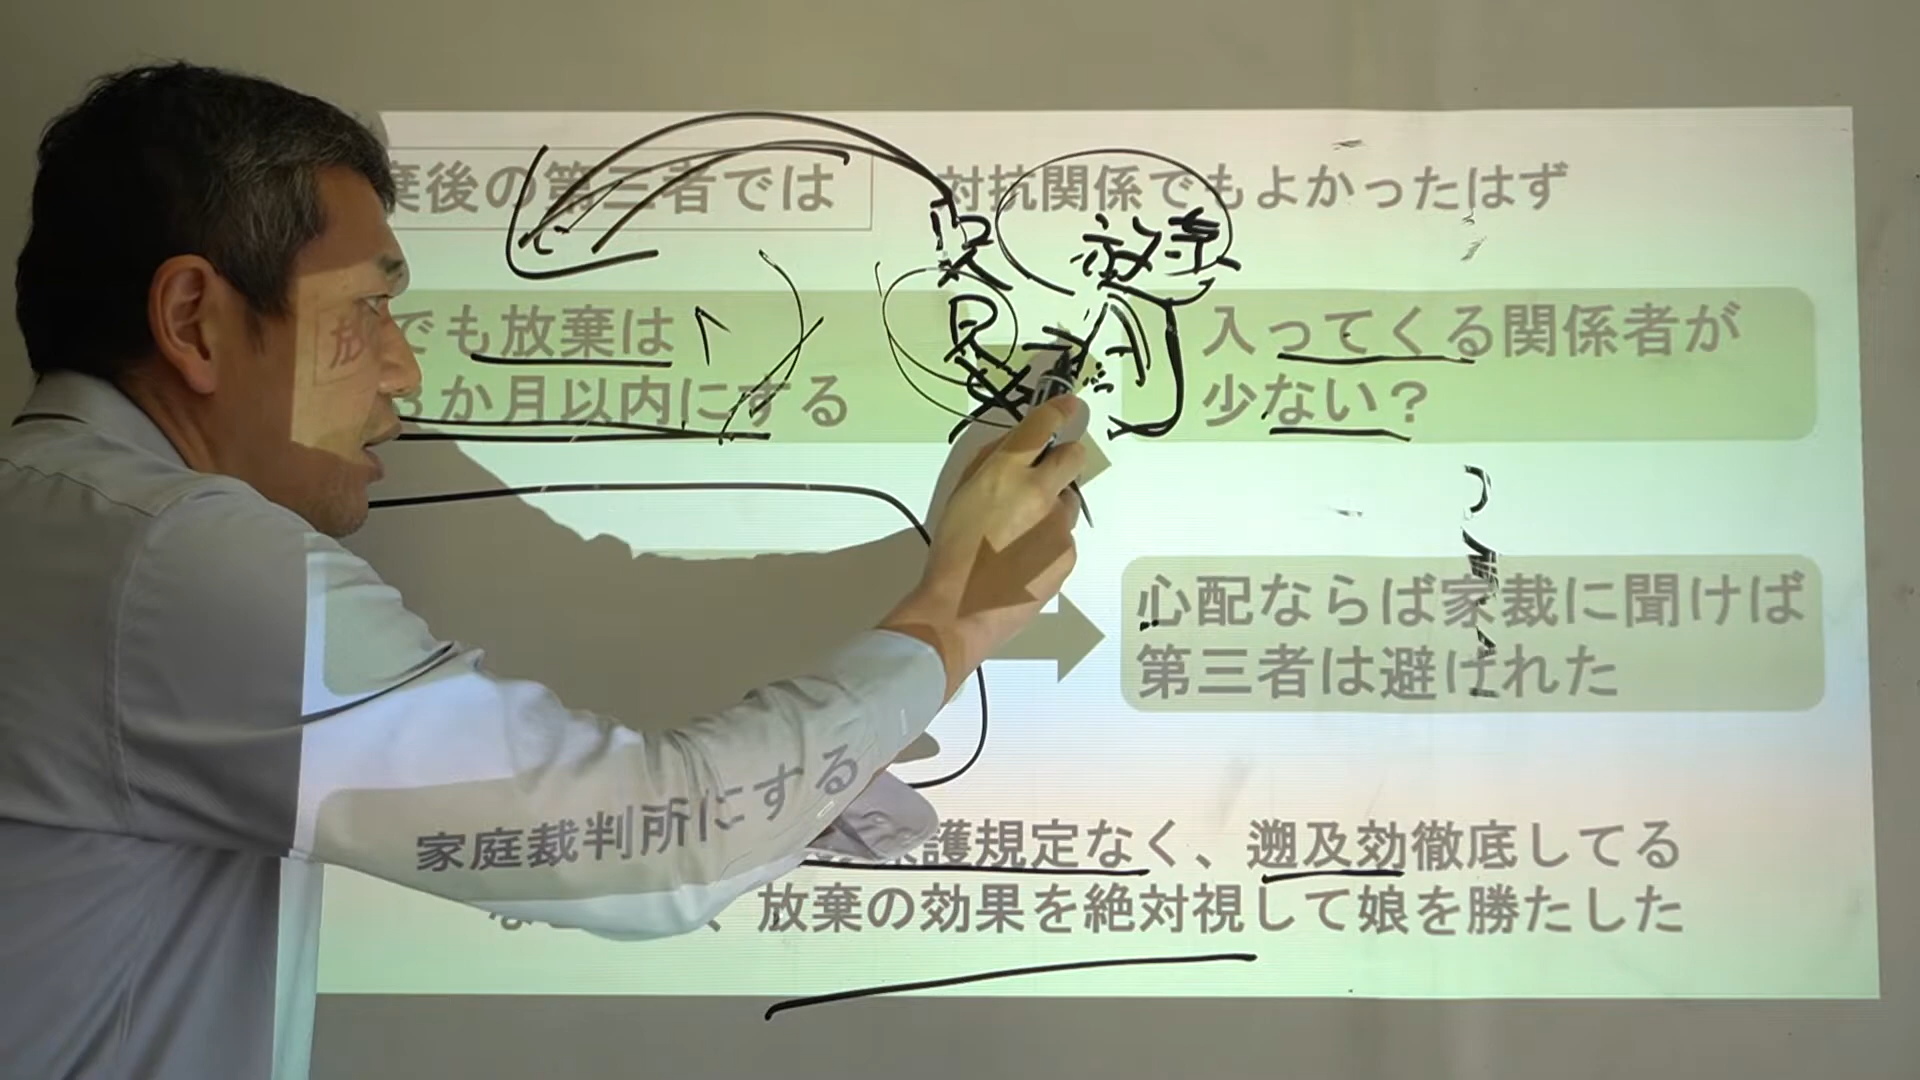 棄後の第三者では
対抗関係でもよかったはず
放棄
でも放棄は
3か月以内にする
入ってくる関係者が
少ない?
心配ならば家裁に聞けば
第三者は避けれた
家庭裁判所にする
護規定なく、遡及効徹底してる
、放棄の効果を絶対視して娘を勝たした